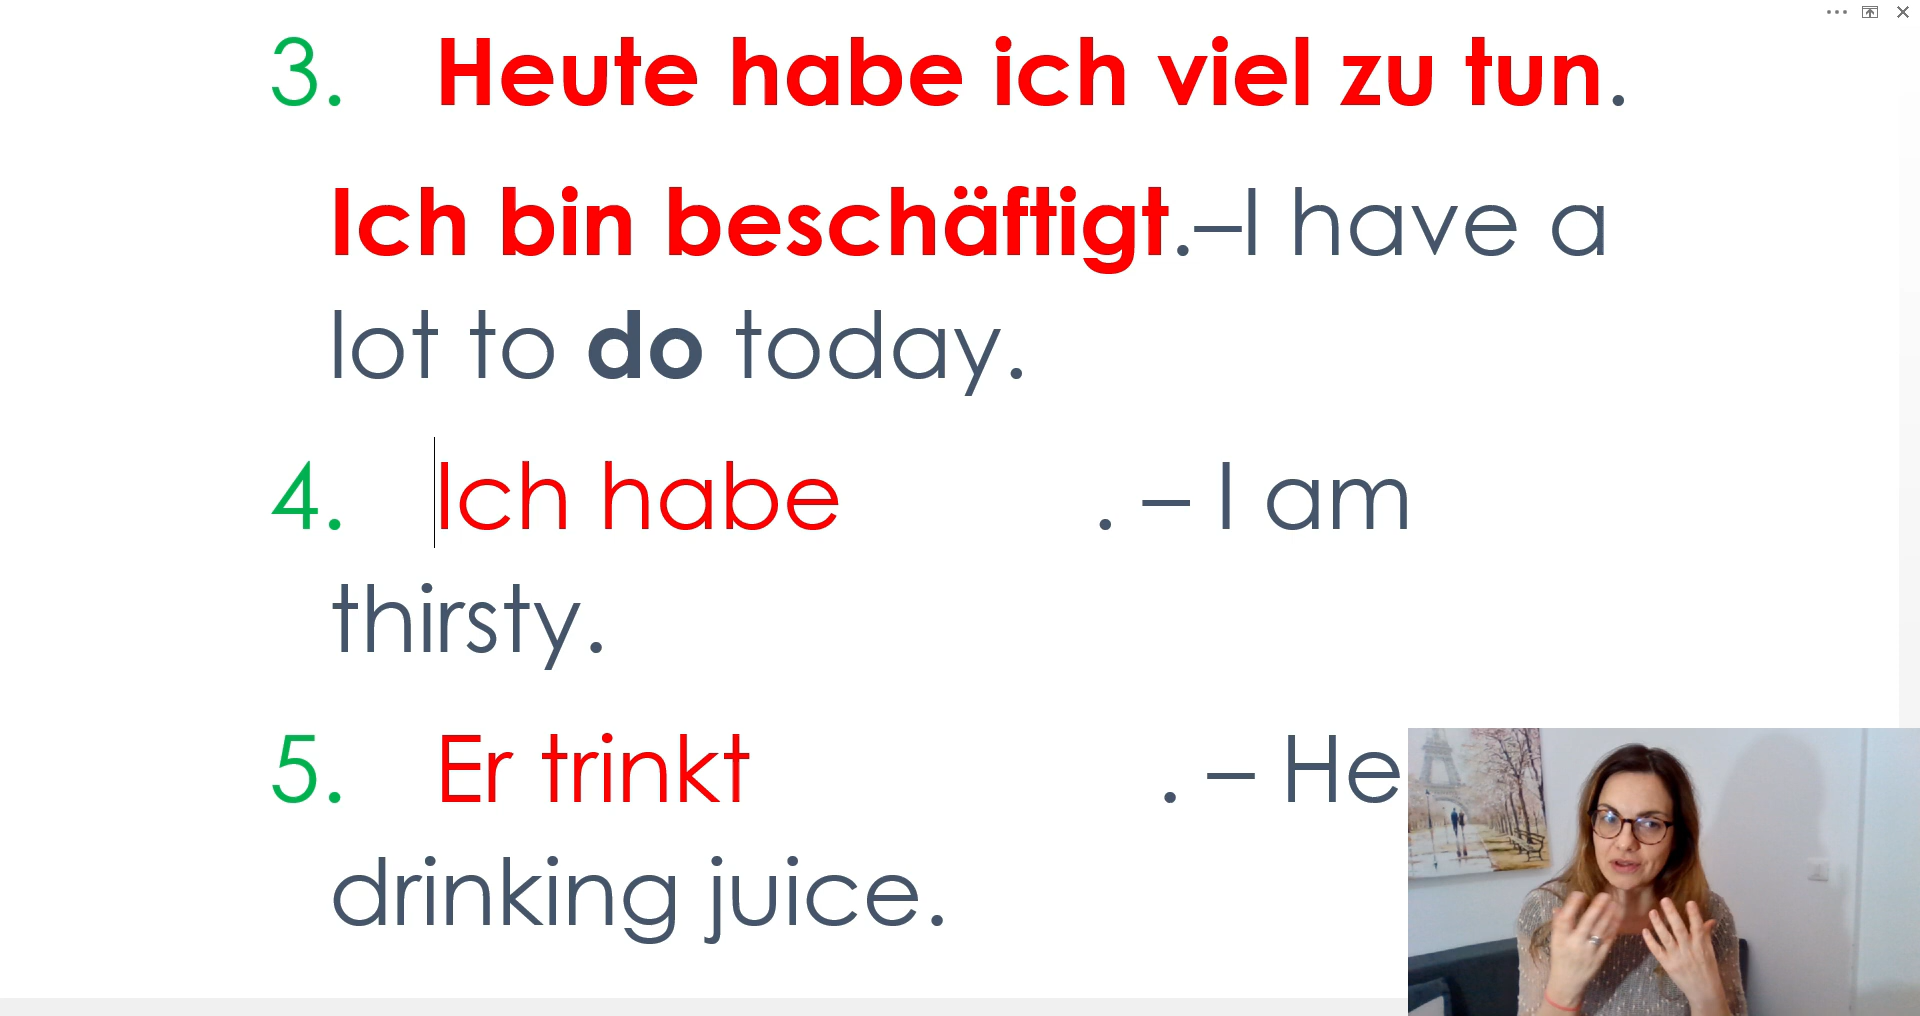 3. Heute habe ich viel zu tun.
Ich bin beschäftigt.–I have a
lot to do today.
4. Ich habe . – I am
thirsty.
5. Er trinkt . – He
drinking juice.